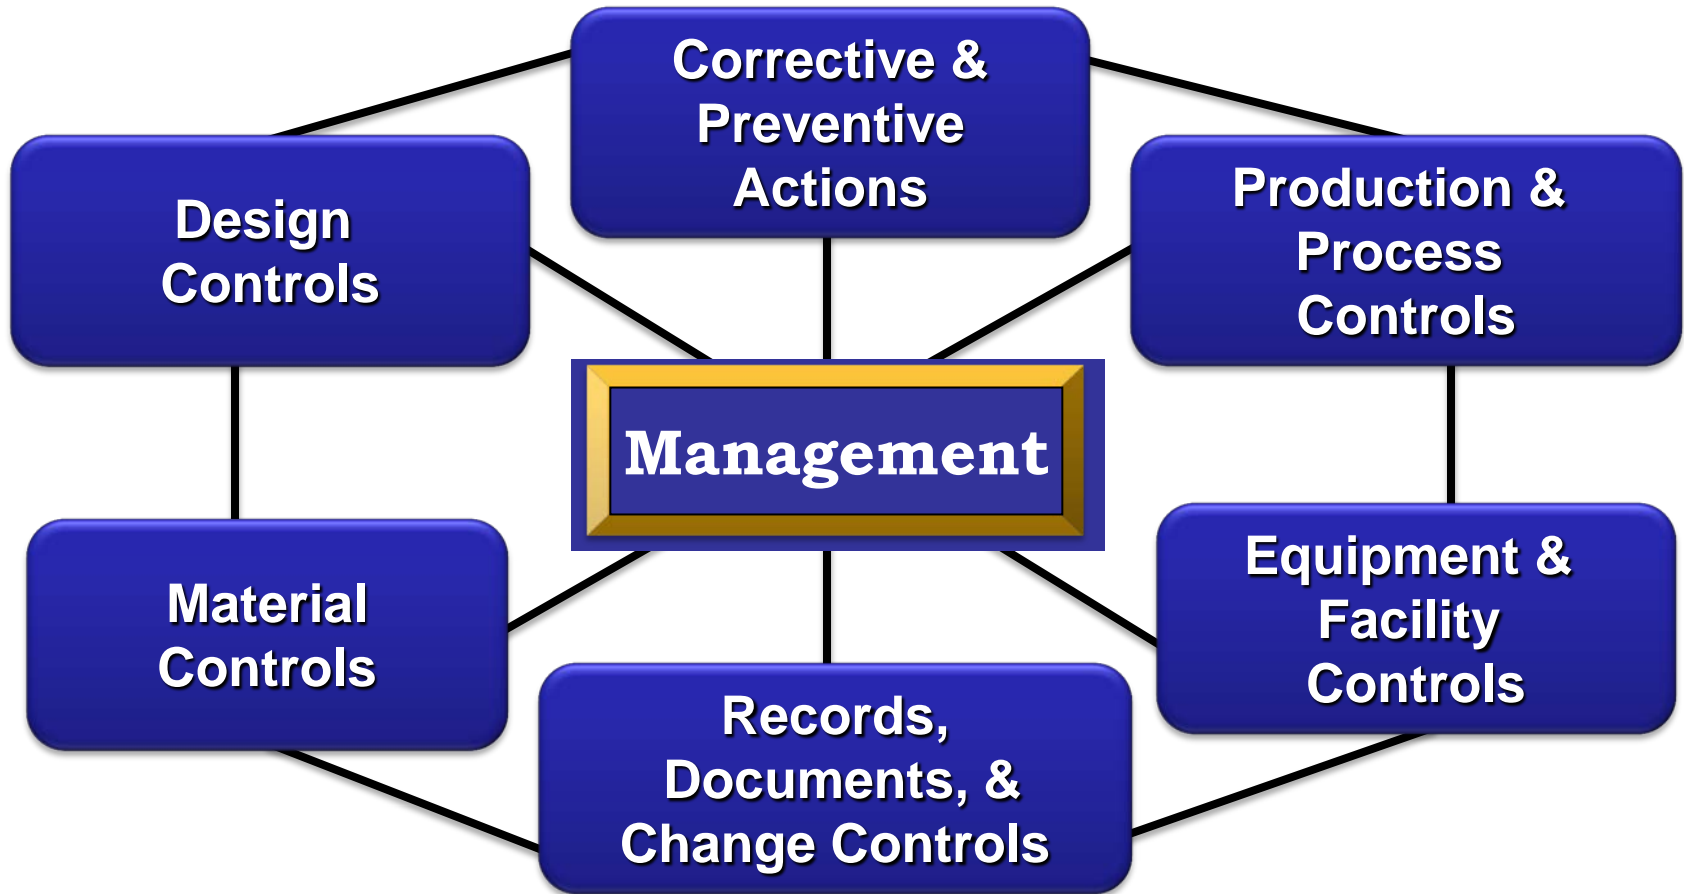 Corrective &
Preventive
Actions
Design
Controls
Production &
Process
Controls
Management
Material
Controls
Equipment &
Facility
Controls
Records,
Documents, &
Change Controls